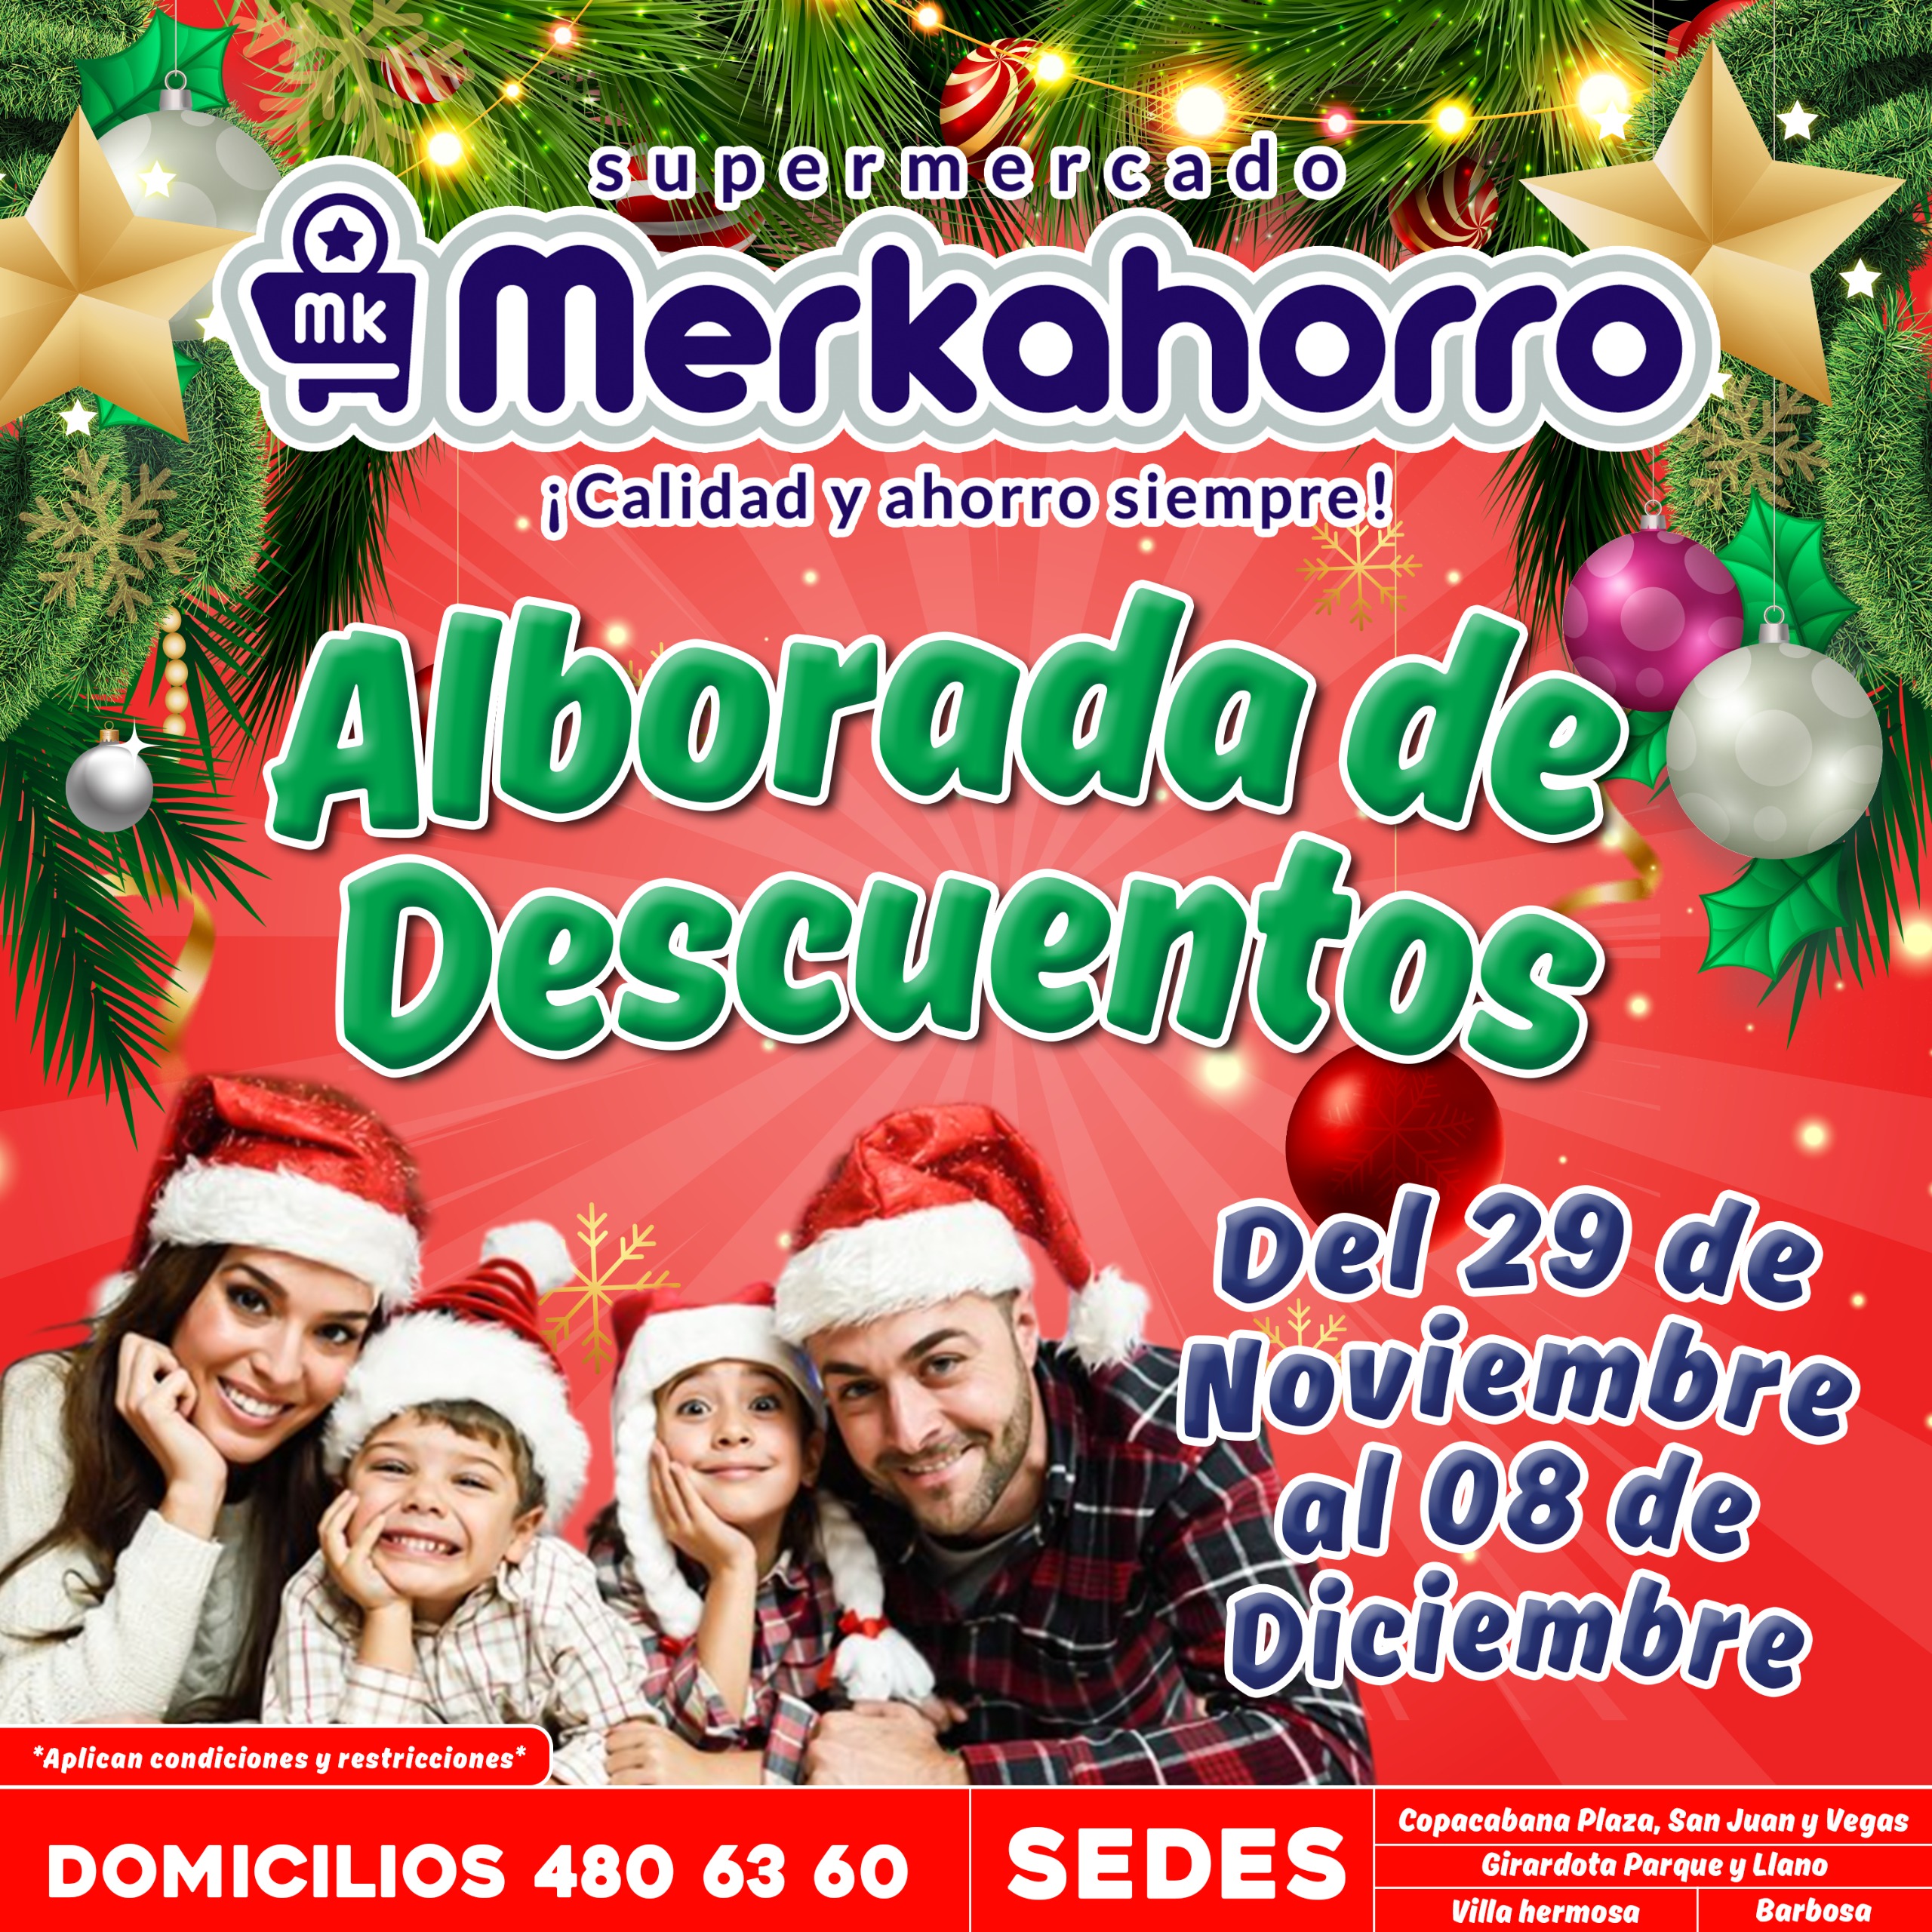 supermercado
mk
Merkahorro
¡Calidad y ahorro siempre!
Alborada de
Descuentos
Del 29 de
Noviembre
al 08 de
Diciembre
*Aplican condiciones y restricciones*
DOMICILIOS 480 63 60
SEDES
Copacabana Plaza, San Juan y Vegas
Girardota Parque y Llano
Villa hermosa
Barbosa